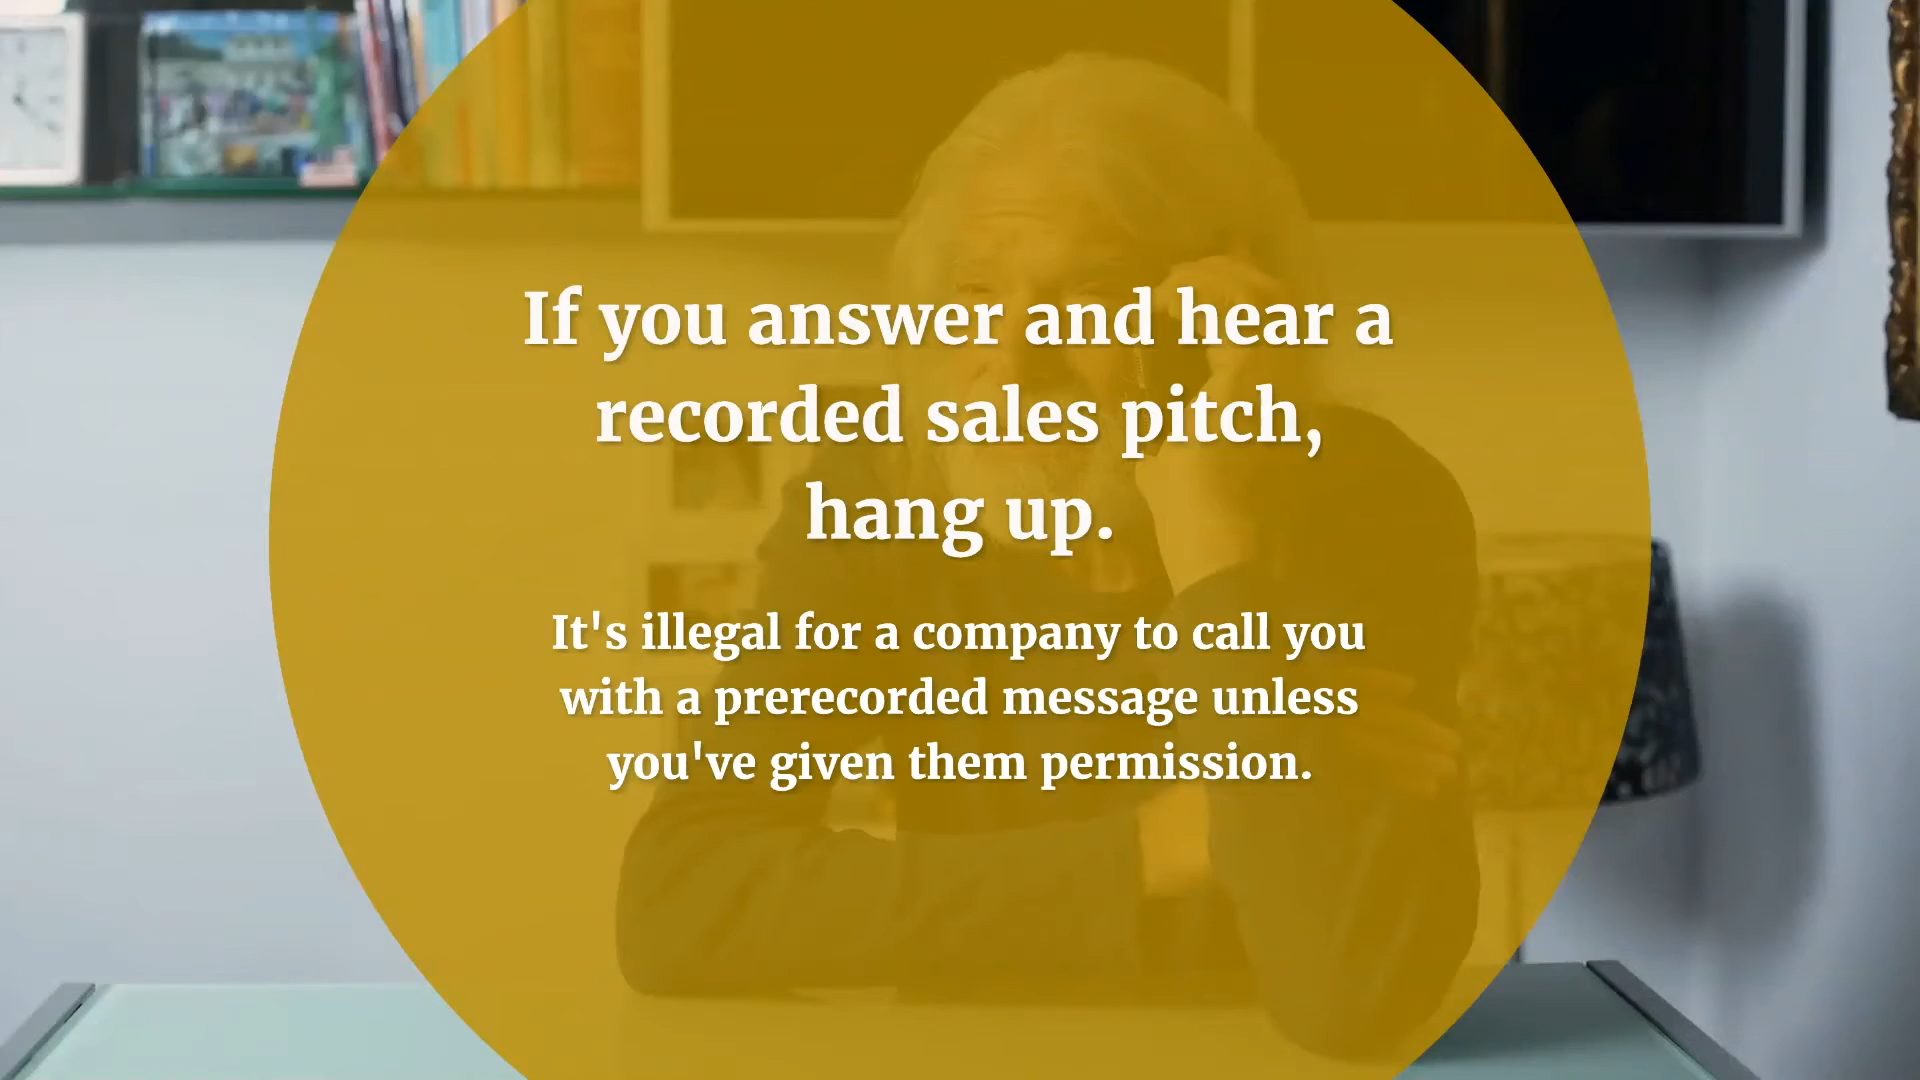 If you answer and hear a
recorded sales pitch,
hang up.
It's illegal for a company to call you
with a prerecorded message unless
you've given them permission.